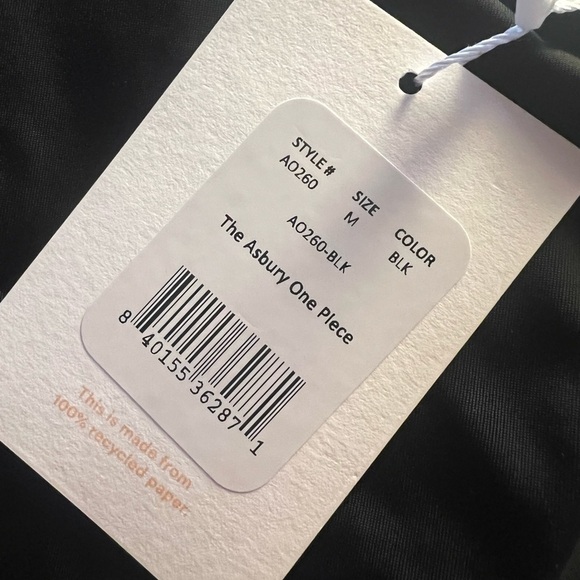 STYLE # SIZE COLOR
AO260 M BLK
AO260-BLK
The Asbury One Piece
8 40155 36287 1
This is made from
100% recycled paper.